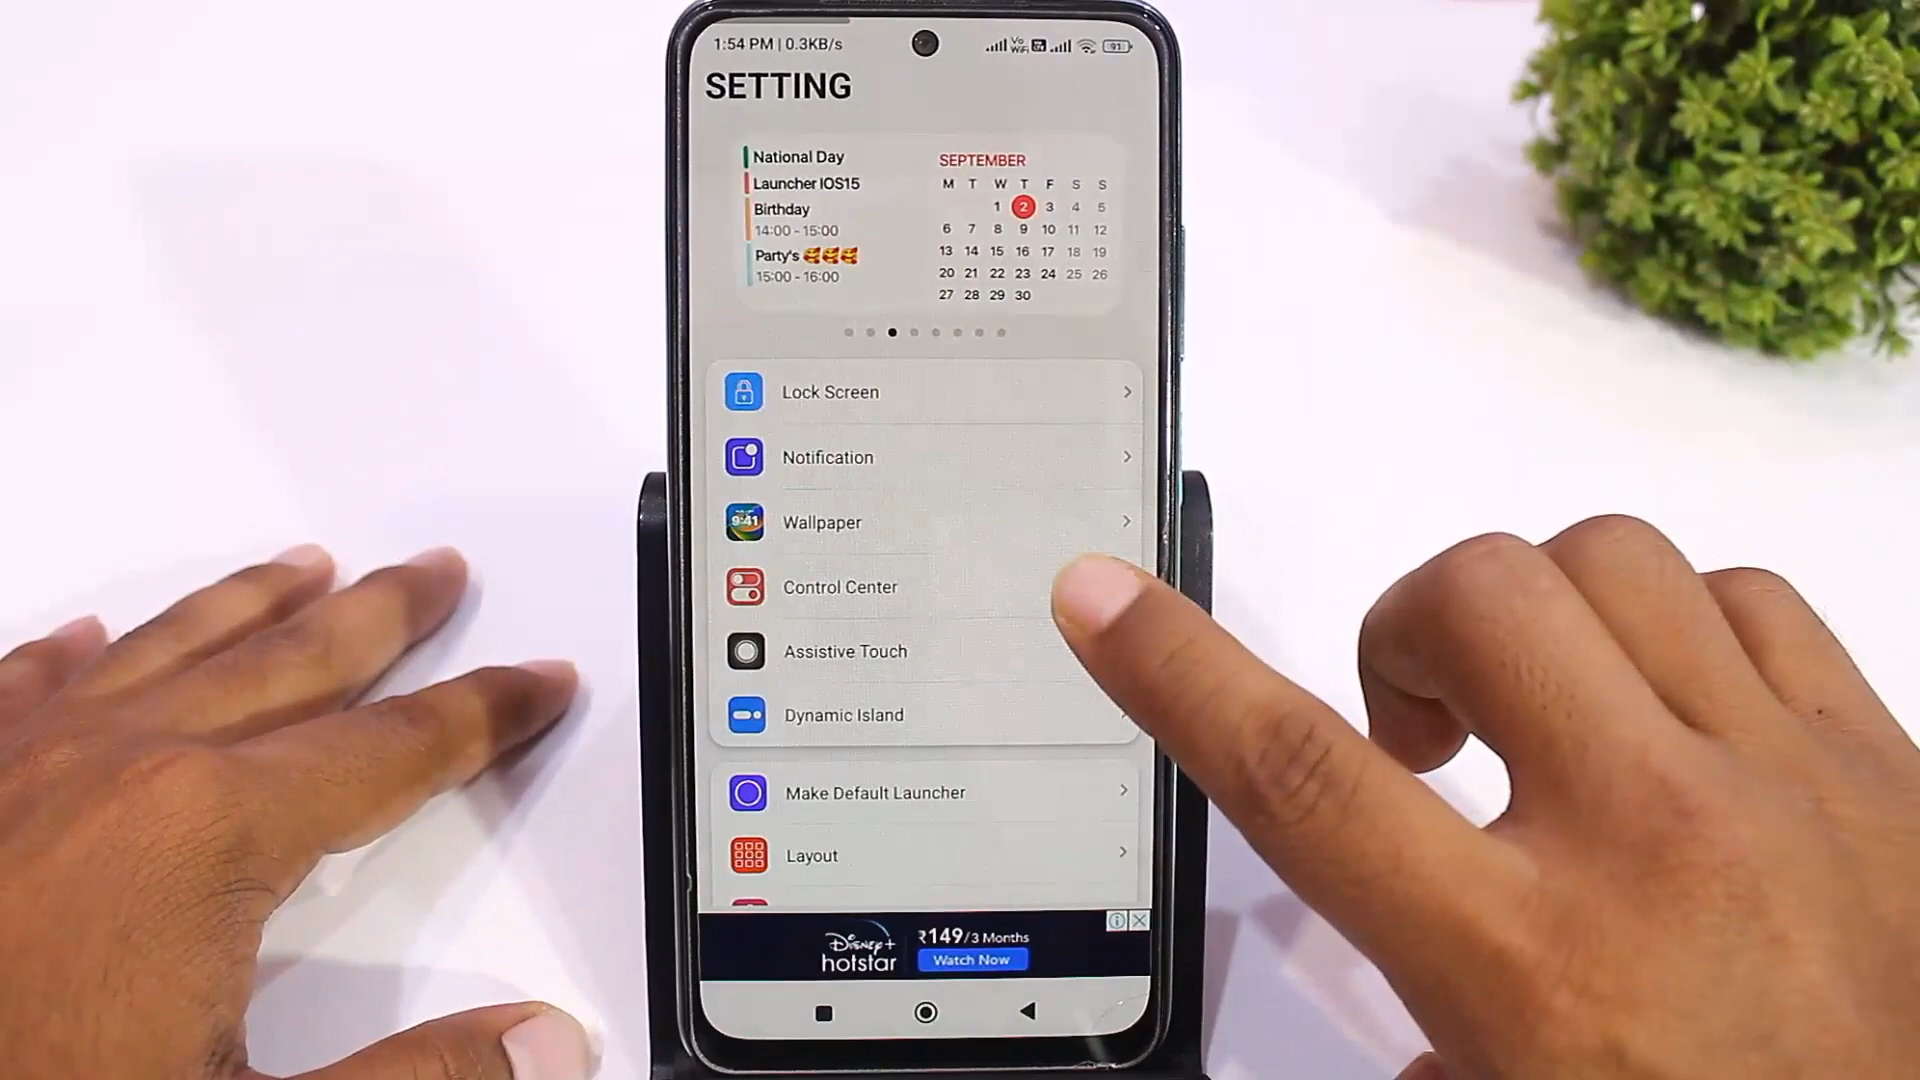 1:54 PM | 0.3KB/s
Vo
WiFi
91
SETTING
National Day
Launcher IOS15
Birthday
14:00 - 15:00
Party's 🥰🥰🥰
15:00 - 16:00
SEPTEMBER
M T W T F S S
1 2 3 4 5
6 7 8 9 10 11 12
13 14 15 16 17 18 19
20 21 22 23 24 25 26
27 28 29 30
Lock Screen
Notification
9:41
Wallpaper
Control Center
Assistive Touch
Dynamic Island
Make Default Launcher
Layout
Disney+
hotstar
₹149/3 Months
Watch Now